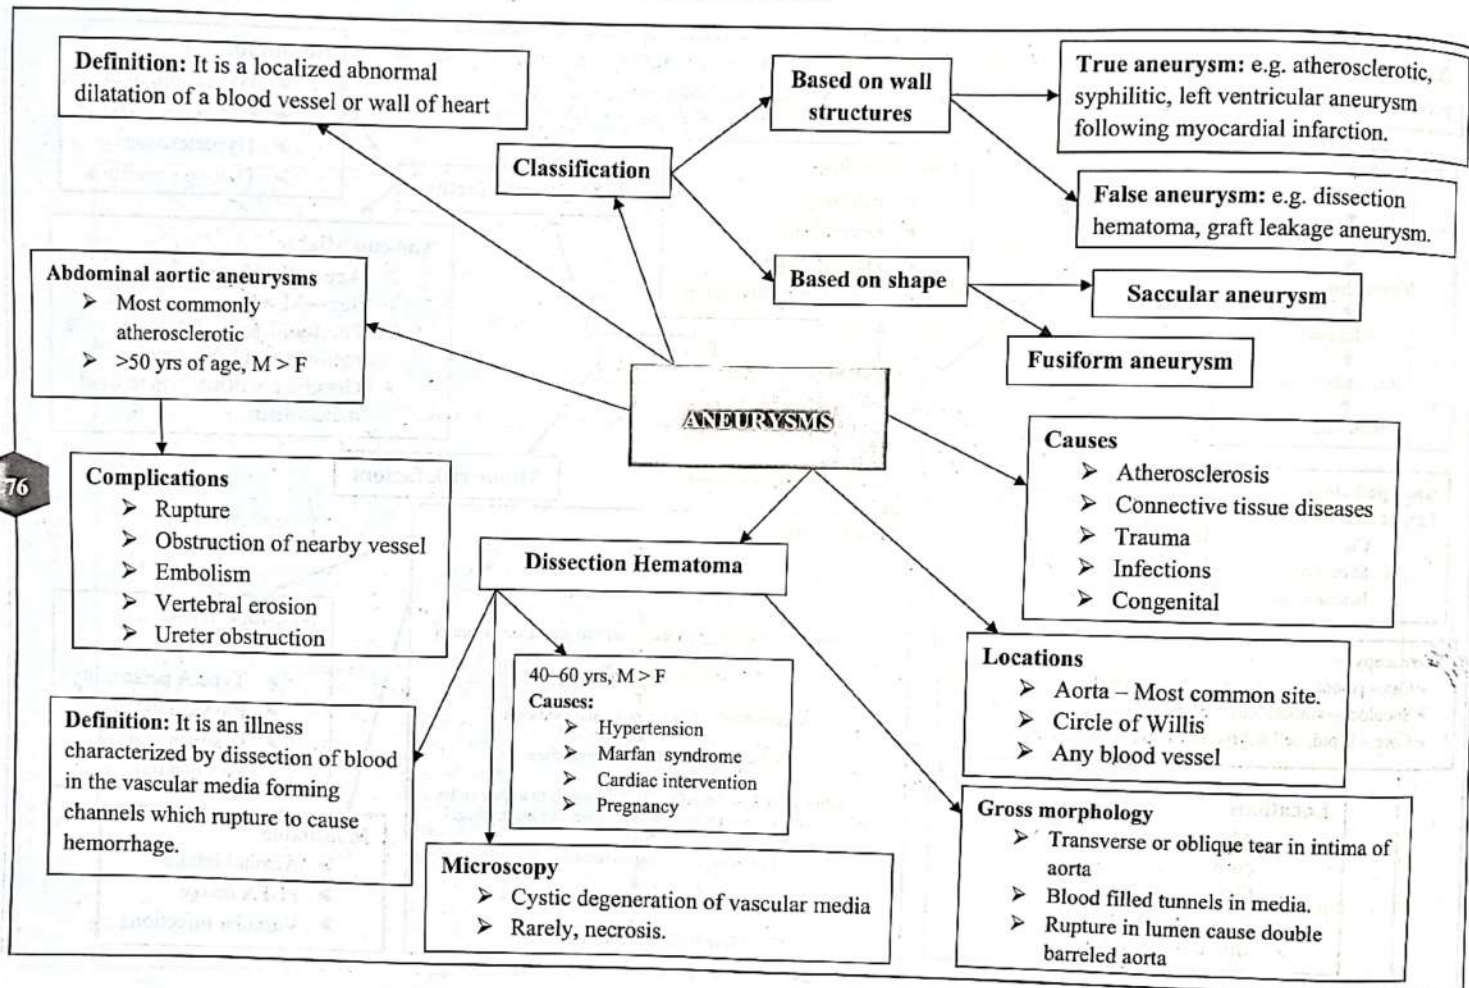 Definition: It is a localized abnormal
dilatation of a blood vessel or wall of heart
Classification
Based on wall
structures
True aneurysm: e.g. atherosclerotic,
syphilitic, left ventricular aneurysm
following myocardial infarction.
False aneurysm: e.g. dissection
hematoma, graft leakage aneurysm.
Based on shape
Saccular aneurysm
Fusiform aneurysm
Abdominal aortic aneurysms
➤ Most commonly
atherosclerotic
➤ >50 yrs of age, M > F
ANEURYSMS
76
Complications
➤ Rupture
➤ Obstruction of nearby vessel
➤ Embolism
➤ Vertebral erosion
➤ Ureter obstruction
Causes
➤ Atherosclerosis
➤ Connective tissue diseases
➤ Trauma
➤ Infections
➤ Congenital
Dissection Hematoma
Locations
➤ Aorta – Most common site.
➤ Circle of Willis
➤ Any blood vessel
Definition: It is an illness
characterized by dissection of blood
in the vascular media forming
channels which rupture to cause
hemorrhage.
40–60 yrs, M > F
Causes:
➤ Hypertension
➤ Marfan syndrome
➤ Cardiac intervention
➤ Pregnancy
Microscopy
➤ Cystic degeneration of vascular media
➤ Rarely, necrosis.
Gross morphology
➤ Transverse or oblique tear in intima of
aorta
➤ Blood filled tunnels in media.
➤ Rupture in lumen cause double
barreled aorta